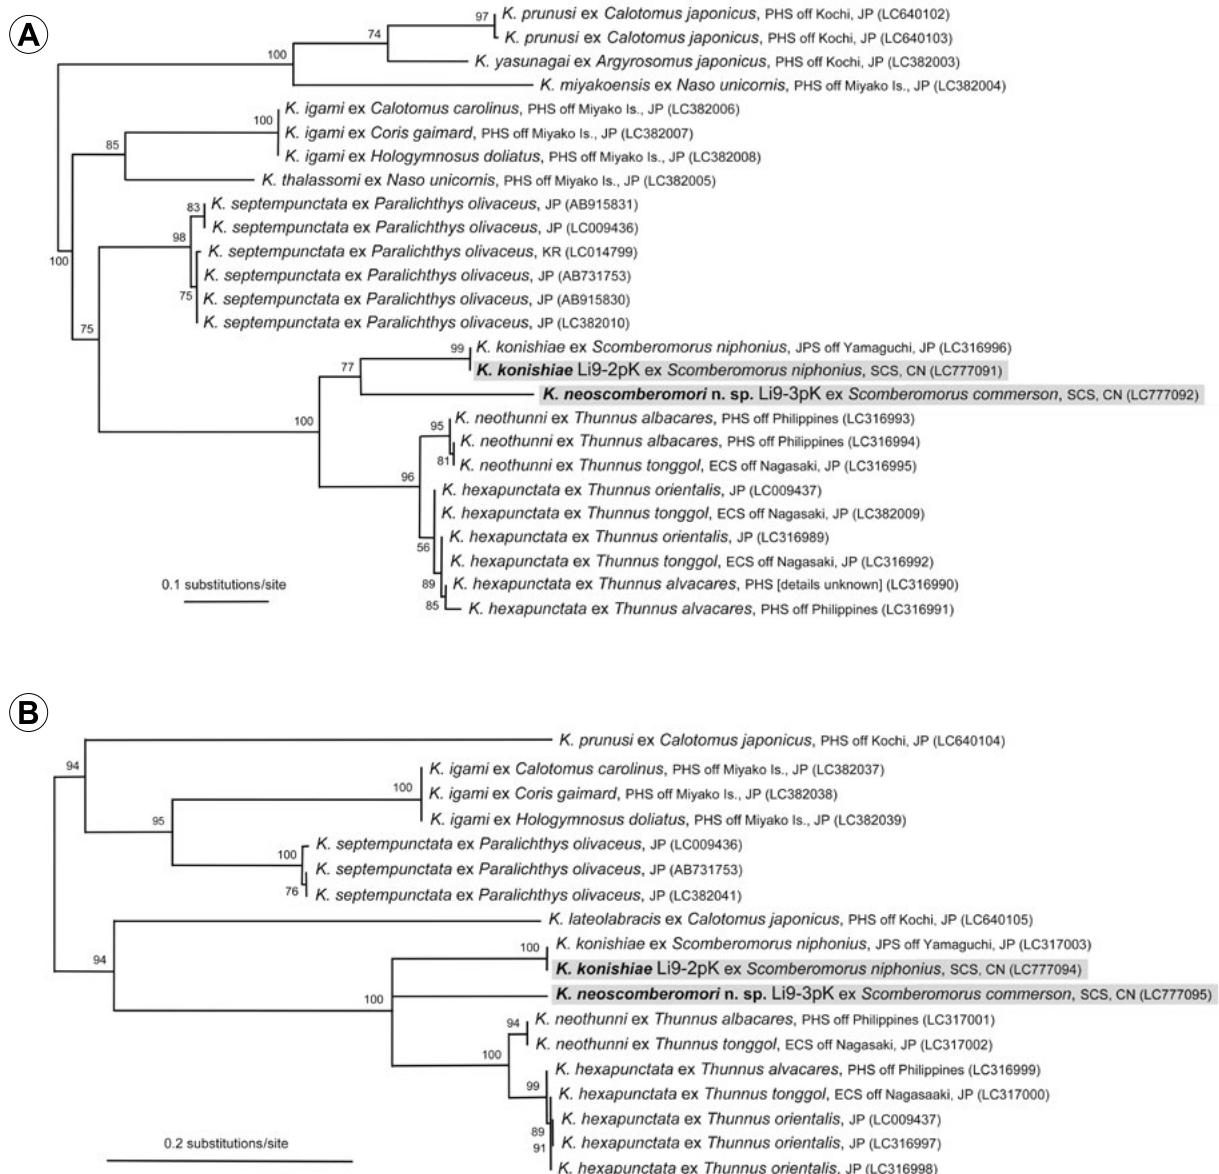 A
K. prunusi ex Calotomus japonicus, PHS off Kochi, JP (LC640102)
97
K. prunusi ex Calotomus japonicus, PHS off Kochi, JP (LC640103)
74
K. yasunagai ex Argyrosomus japonicus, PHS off Kochi, JP (LC382003)
100
K. miyakoensis ex Naso unicornis, PHS off Miyako Is., JP (LC382004)
K. igami ex Calotomus carolinus, PHS off Miyako Is., JP (LC382006)
100
K. igami ex Coris gaimard, PHS off Miyako Is., JP (LC382007)
85
K. igami ex Hologymnosus doliatus, PHS off Miyako Is., JP (LC382008)
K. thalassomi ex Naso unicornis, PHS off Miyako Is., JP (LC382005)
83
K. septempunctata ex Paralichthys olivaceus, JP (AB915831)
K. septempunctata ex Paralichthys olivaceus, JP (LC009436)
98
K. septempunctata ex Paralichthys olivaceus, KR (LC014799)
100
K. septempunctata ex Paralichthys olivaceus, JP (AB731753)
75
K. septempunctata ex Paralichthys olivaceus, JP (AB915830)
K. septempunctata ex Paralichthys olivaceus, JP (LC382010)
75
99
K. konishiae ex Scomberomorus niphonius, JPS off Yamaguchi, JP (LC316996)
77
K. konishiae Li9-2pK ex Scomberomorus niphonius, SCS, CN (LC777091)
K. neoscomberomori n. sp. Li9-3pK ex Scomberomorus commerson, SCS, CN (LC777092)
100
K. neothunni ex Thunnus albacares, PHS off Philippines (LC316993)
95
K. neothunni ex Thunnus albacares, PHS off Philippines (LC316994)
81
K. neothunni ex Thunnus tonggol, ECS off Nagasaki, JP (LC316995)
96
K. hexapunctata ex Thunnus orientalis, JP (LC009437)
K. hexapunctata ex Thunnus tonggol, ECS off Nagasaki, JP (LC382009)
K. hexapunctata ex Thunnus orientalis, JP (LC316989)
56
K. hexapunctata ex Thunnus tonggol, ECS off Nagasaki, JP (LC316992)
0.1 substitutions/site
89
K. hexapunctata ex Thunnus alvacares, PHS [details unknown] (LC316990)
85
K. hexapunctata ex Thunnus alvacares, PHS off Philippines (LC316991)
B
K. prunusi ex Calotomus japonicus, PHS off Kochi, JP (LC640104)
94
K. igami ex Calotomus carolinus, PHS off Miyako Is., JP (LC382037)
100
K. igami ex Coris gaimard, PHS off Miyako Is., JP (LC382038)
95
K. igami ex Hologymnosus doliatus, PHS off Miyako Is., JP (LC382039)
K. septempunctata ex Paralichthys olivaceus, JP (LC009436)
100
K. septempunctata ex Paralichthys olivaceus, JP (AB731753)
76
K. septempunctata ex Paralichthys olivaceus, JP (LC382041)
K. lateolabracis ex Calotomus japonicus, PHS off Kochi, JP (LC640105)
100
K. konishiae ex Scomberomorus niphonius, JPS off Yamaguchi, JP (LC317003)
94
K. konishiae Li9-2pK ex Scomberomorus niphonius, SCS, CN (LC777094)
100
K. neoscomberomori n. sp. Li9-3pK ex Scomberomorus commerson, SCS, CN (LC777095)
94
K. neothunni ex Thunnus albacares, PHS off Philippines (LC317001)
K. neothunni ex Thunnus tonggol, ECS off Nagasaki, JP (LC317002)
100
K. hexapunctata ex Thunnus alvacares, PHS off Philippines (LC316999)
99
K. hexapunctata ex Thunnus tonggol, ECS off Nagasaaki, JP (LC317000)
K. hexapunctata ex Thunnus orientalis, JP (LC009437)
89
0.2 substitutions/site
K. hexapunctata ex Thunnus orientalis, JP (LC316997)
91
K. hexapunctata ex Thunnus orientalis, JP (LC316998)